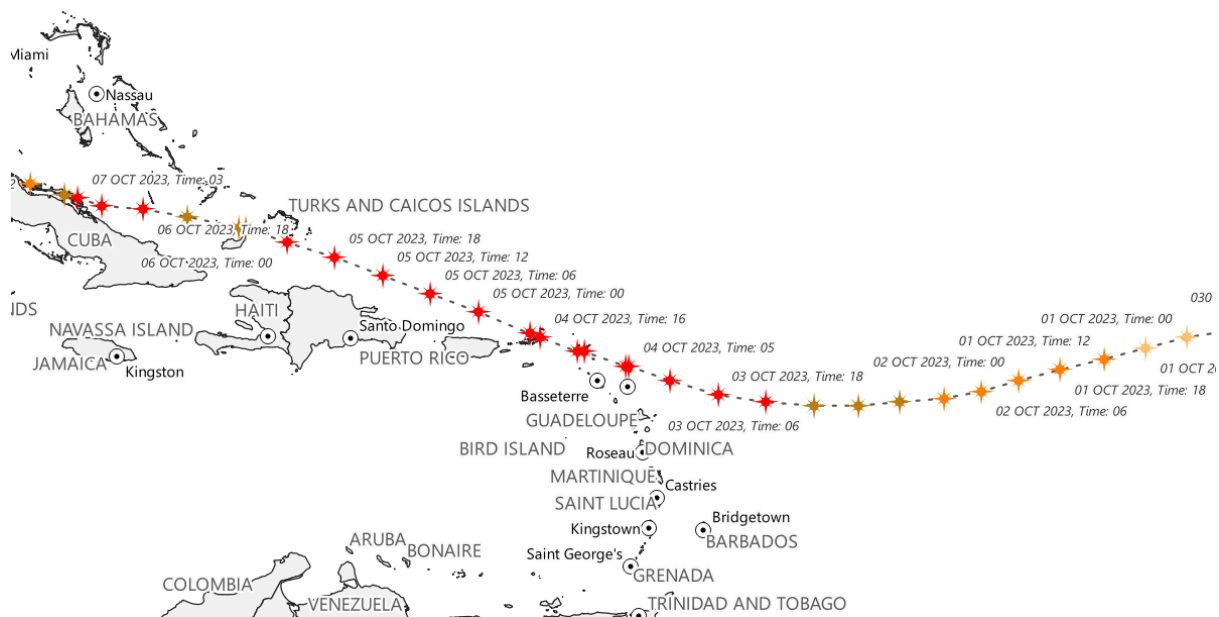 Miami
Nassau
BAHAMAS
2
07 OCT 2023, Time: 03
TURKS AND CAICOS ISLANDS
06 OCT 2023, Time: 18
CUBA
05 OCT 2023, Time: 18
05 OCT 2023, Time: 12
06 OCT 2023, Time: 00
05 OCT 2023, Time: 06
05 OCT 2023, Time: 00
030
NDS
HAITI
04 OCT 2023, Time: 16
01 OCT 2023, Time: 00
NAVASSA ISLAND
Santo Domingo
01 OCT 2023, Time: 12
JAMAICA
PUERTO RICO
04 OCT 2023, Time: 05
02 OCT 2023, Time: 00
Kingston
03 OCT 2023, Time: 18
01 OCT 20
01 OCT 2023, Time: 18
Basseterre
02 OCT 2023, Time: 06
GUADELOUPE
03 OCT 2023, Time: 06
BIRD ISLAND
Roseau
DOMINICA
MARTINIQUE
Castries
SAINT LUCIA
Kingstown
Bridgetown
BARBADOS
ARUBA
BONAIRE
Saint George's
GRENADA
COLOMBIA
VENEZUELA
TRINIDAD AND TOBAGO